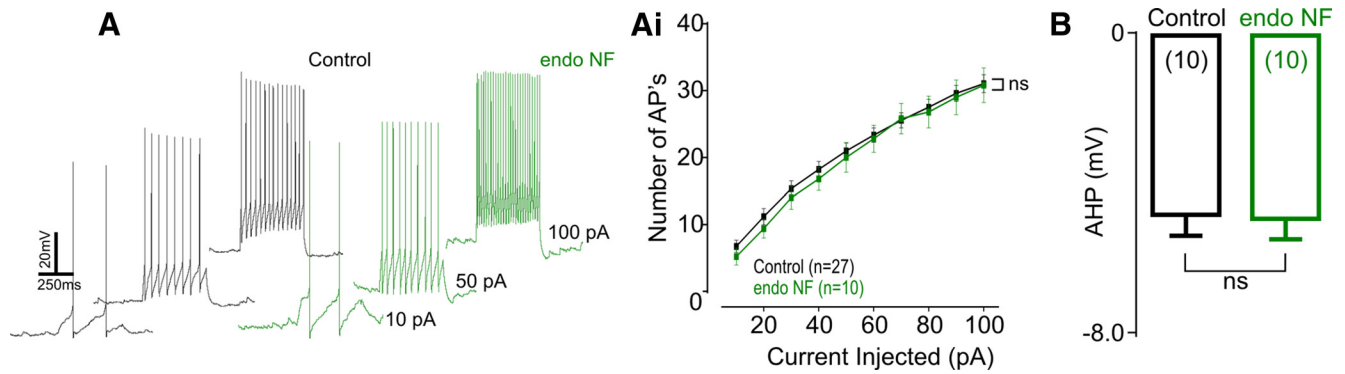 A
Control
endo NF
20mV
250ms
100 pA
50 pA
10 pA
Ai
Number of AP's
40
30
20
10
0
ns
Control (n=27)
endo NF (n=10)
20 40 60 80 100
Current Injected (pA)
B
Control endo NF
0
(10) (10)
AHP (mV)
ns
-8.0